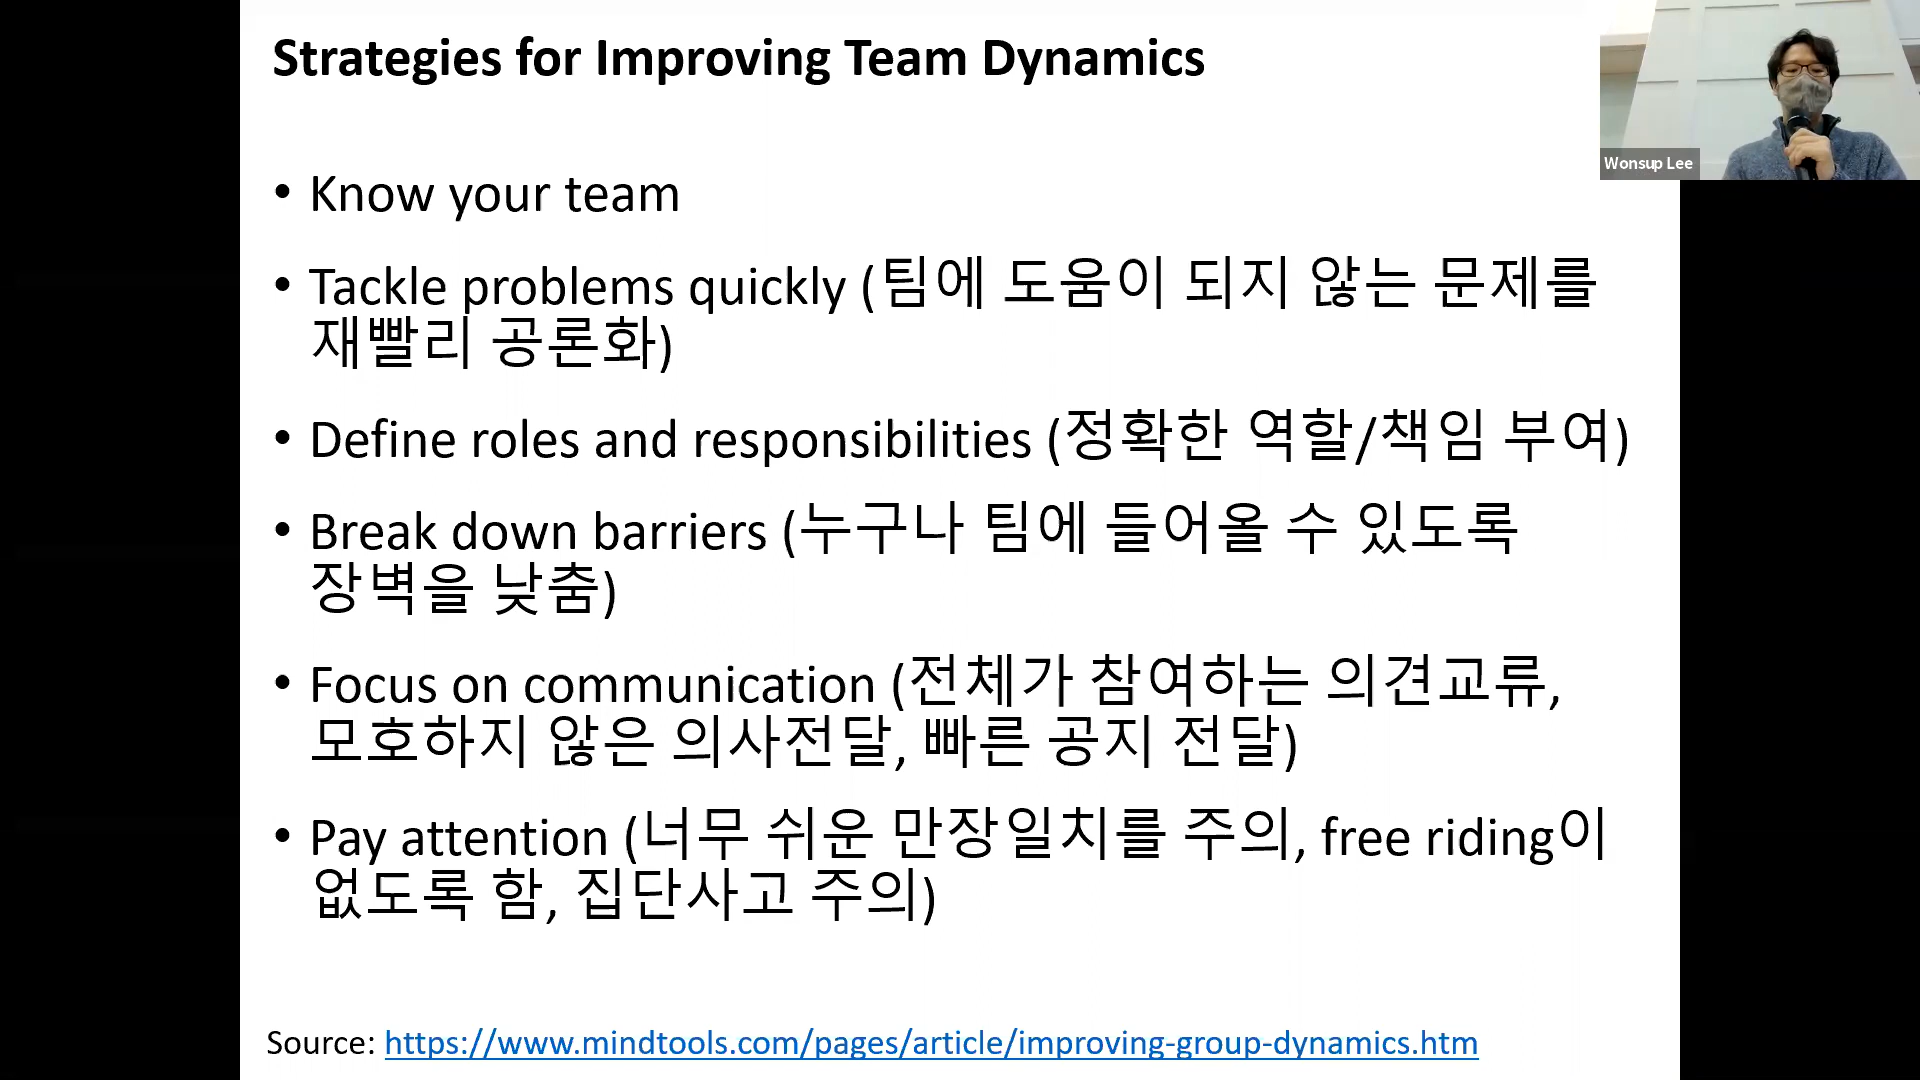 Strategies for Improving Team Dynamics
• Know your team
• Tackle problems quickly (팀에 도움이 되지 않는 문제를
재빨리 공론화)
• Define roles and responsibilities (정확한 역할/책임 부여)
• Break down barriers (누구나 팀에 들어올 수 있도록
장벽을 낮춤)
• Focus on communication (전체가 참여하는 의견교류,
모호하지 않은 의사전달, 빠른 공지 전달)
• Pay attention (너무 쉬운 만장일치를 주의, free riding이
없도록 함, 집단사고 주의)
Source: https://www.mindtools.com/pages/article/improving-group-dynamics.htm
Wonsup Lee